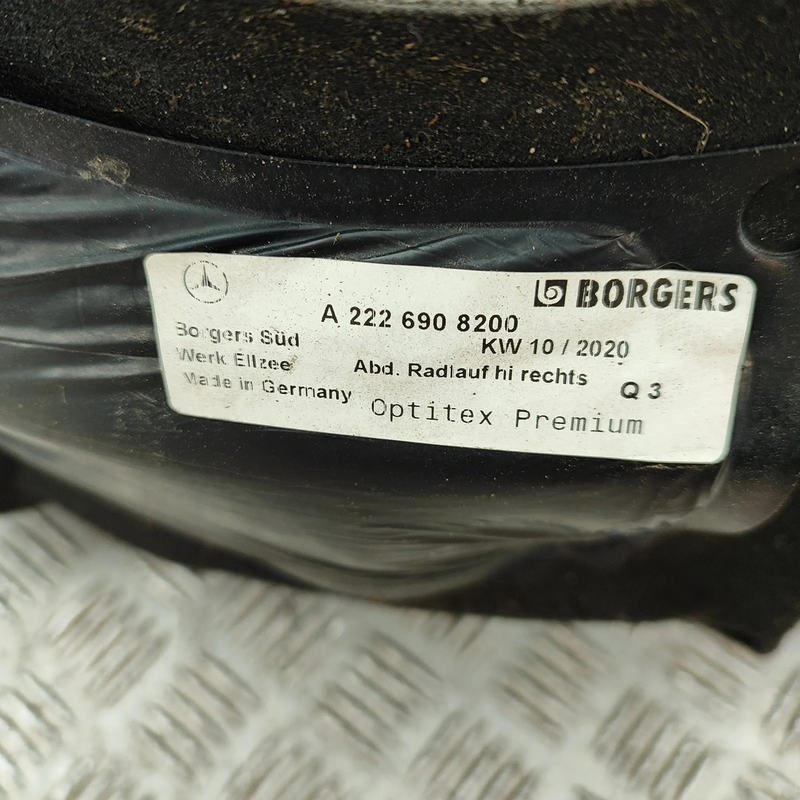 BORGERS
A 222 690 8200
Borgers Süd
KW 10 / 2020
Werk Ellzee
Abd. Radlauf hi rechts
Q 3
Made in Germany
Optitex Premium